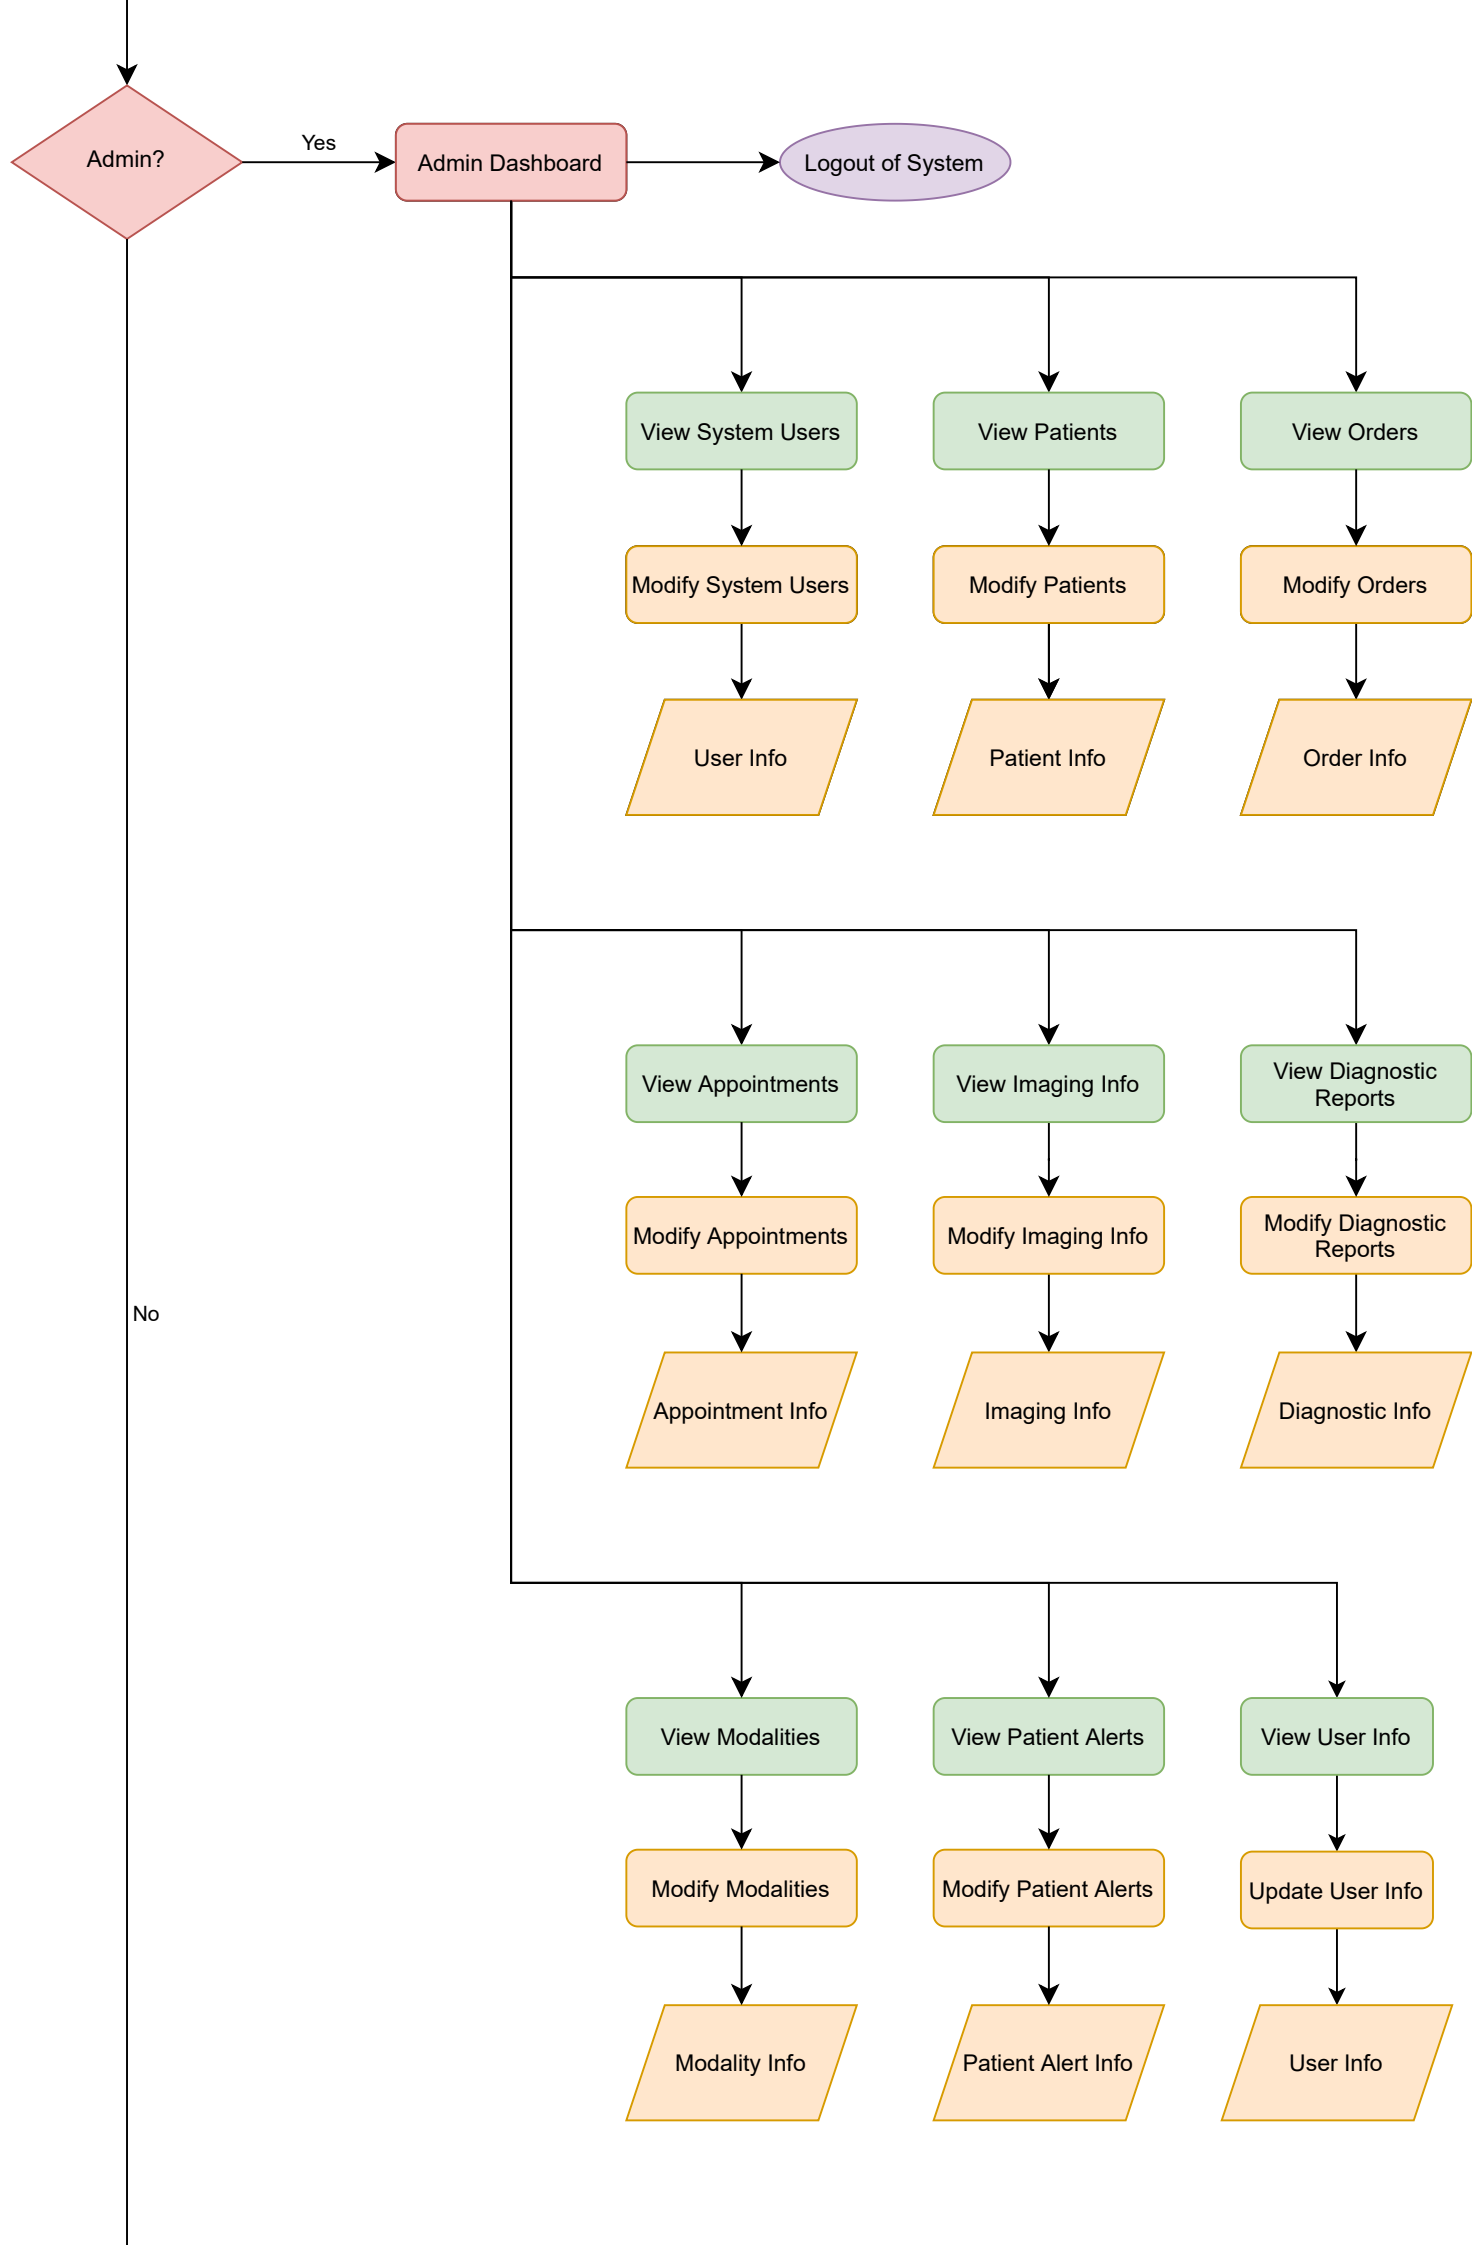 Admin?
Yes
Admin Dashboard
Logout of System
View System Users
View Patients
View Orders
Modify System Users
Modify Patients
Modify Orders
User Info
Patient Info
Order Info
View Appointments
View Imaging Info
View Diagnostic
Reports
Modify Appointments
Modify Imaging Info
Modify Diagnostic
Reports
No
Appointment Info
Imaging Info
Diagnostic Info
View Modalities
View Patient Alerts
View User Info
Modify Modalities
Modify Patient Alerts
Update User Info
Modality Info
Patient Alert Info
User Info